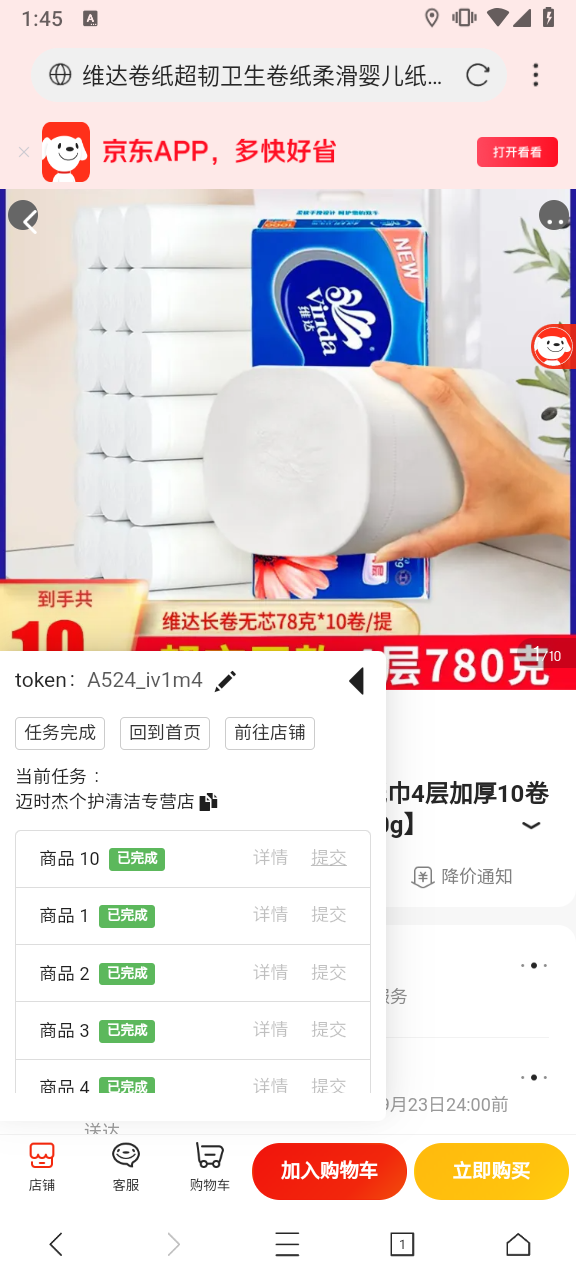 1:45
A
维达卷纸超韧卫生卷纸柔滑婴儿纸...
京东APP，多快好省
打开看看
NEW
Vinda
维达
到手共
10
维达长卷无芯78克*10卷/提
4层780克
1/10
token: A524_iv1m4
任务完成 回到首页 前往店铺
当前任务：
迈时杰个护清洁专营店
巾4层加厚10卷
0g】
降价通知
商品 10 已完成 详情 提交
商品 1 已完成 详情 提交
商品 2 已完成 详情 提交
服务
商品 3 已完成 详情 提交
商品 4 已完成 详情 提交
9月23日24:00前
送达
店铺 客服 购物车 加入购物车 立即购买
1